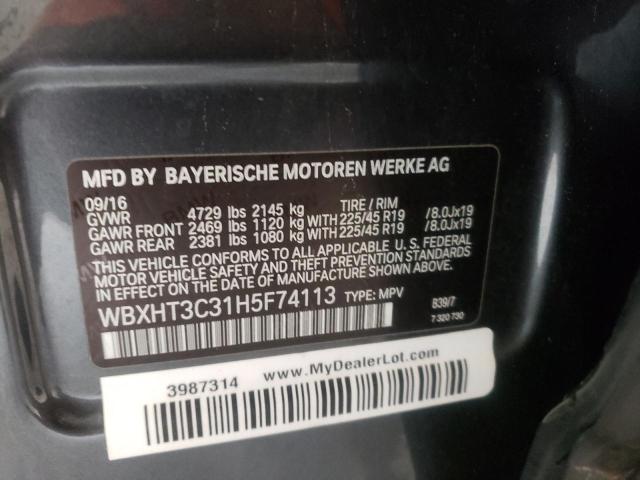 MFD BY BAYERISCHE MOTOREN WERKE AG
09/16 TIRE / RIM
GVWR 4729 lbs 2145 kg
GAWR FRONT 2469 lbs 1120 kg WITH 225/45 R19 /8.0Jx19
GAWR REAR 2381 lbs 1080 kg WITH 225/45 R19 /8.0Jx19
THIS VEHICLE CONFORMS TO ALL APPLICABLE U.S. FEDERAL
MOTOR VEHICLE SAFETY AND THEFT PREVENTION STANDARDS
IN EFFECT ON THE DATE OF MANUFACTURE SHOWN ABOVE.
WBXHT3C31H5F74113 TYPE: MPV B39/7
7 320 730
3987314 www.MyDealerLot.com